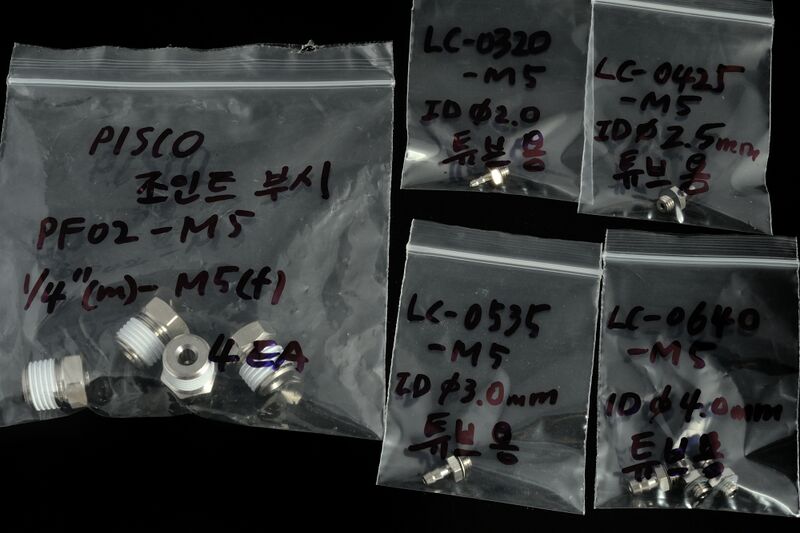 PISCO
조인트 부시
PF02-M5
1/4"(m)- M5(f)
4 EA
LC-0320
-M5
ID φ2.0
튜브용
LC-0425
-M5
ID φ2.5mm
튜브용
LC-0535
-M5
ID φ3.0mm
튜브용
LC-0640
-M5
ID φ4.0mm
튜브용